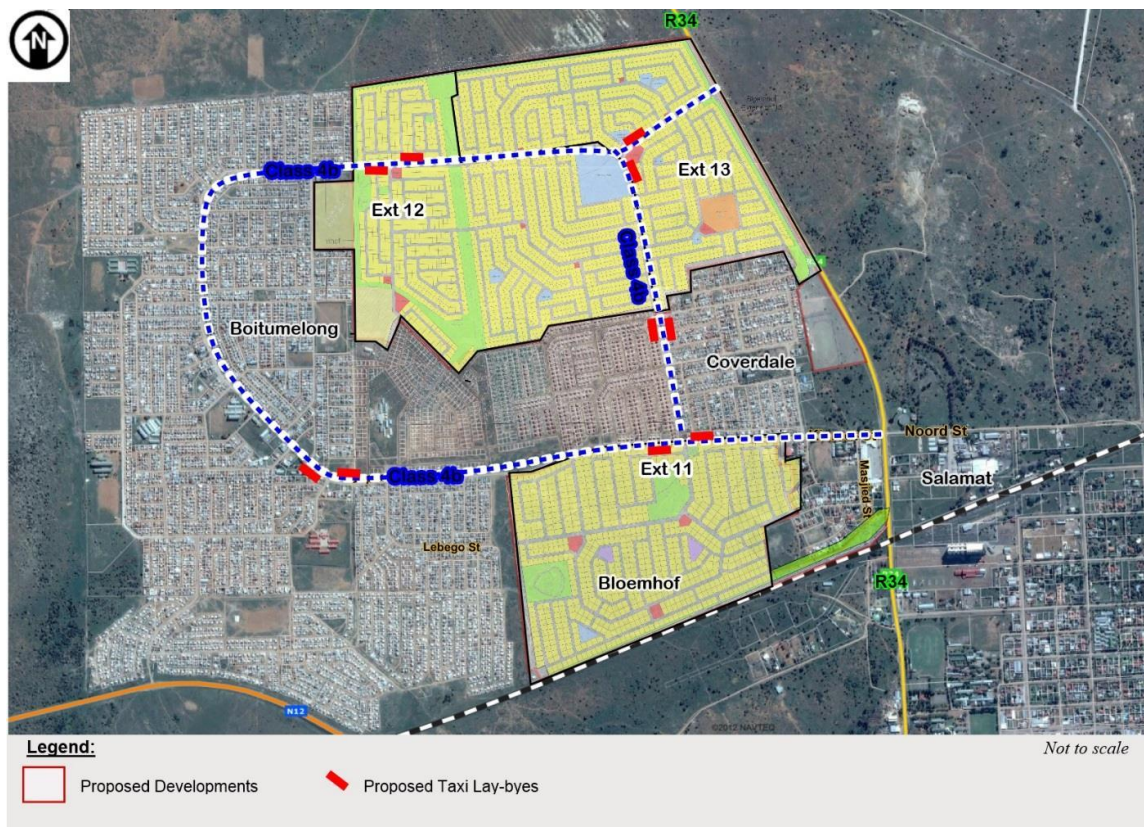 N
R34
Class 4b
Ext 13
Ext 12
Class 4b
Boitumelong
Coverdale
Noord St
Ext 11
Masjied St
Salamat
Class 4b
Lebego St
Bloemhof
R34
N12
©2012 NAVTEQ
Legend:
Not to scale
Proposed Developments
Proposed Taxi Lay-byes